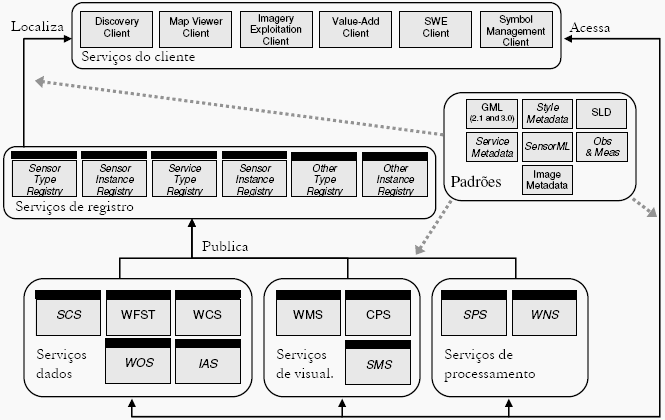 Localiza
Discovery
Client
Map Viewer
Client
Imagery
Exploitation
Client
Value-Add
Client
SWE
Client
Symbol
Management
Client
Acessa
Serviços do cliente
GML
(2.1 and 3.0)
Style
Metadata
SLD
Service
Metadata
SensorML
Obs
& Meas
Padrões
Image
Metadata
Sensor
Type
Registry
Sensor
Instance
Registry
Service
Type
Registry
Sensor
Instance
Registry
Other
Type
Registry
Other
Instance
Registry
Serviços de registro
Publica
SCS
WFST
WCS
Serviços
dados
WOS
IAS
WMS
CPS
Serviços
de visual.
SMS
SPS
WNS
Serviços de
processamento